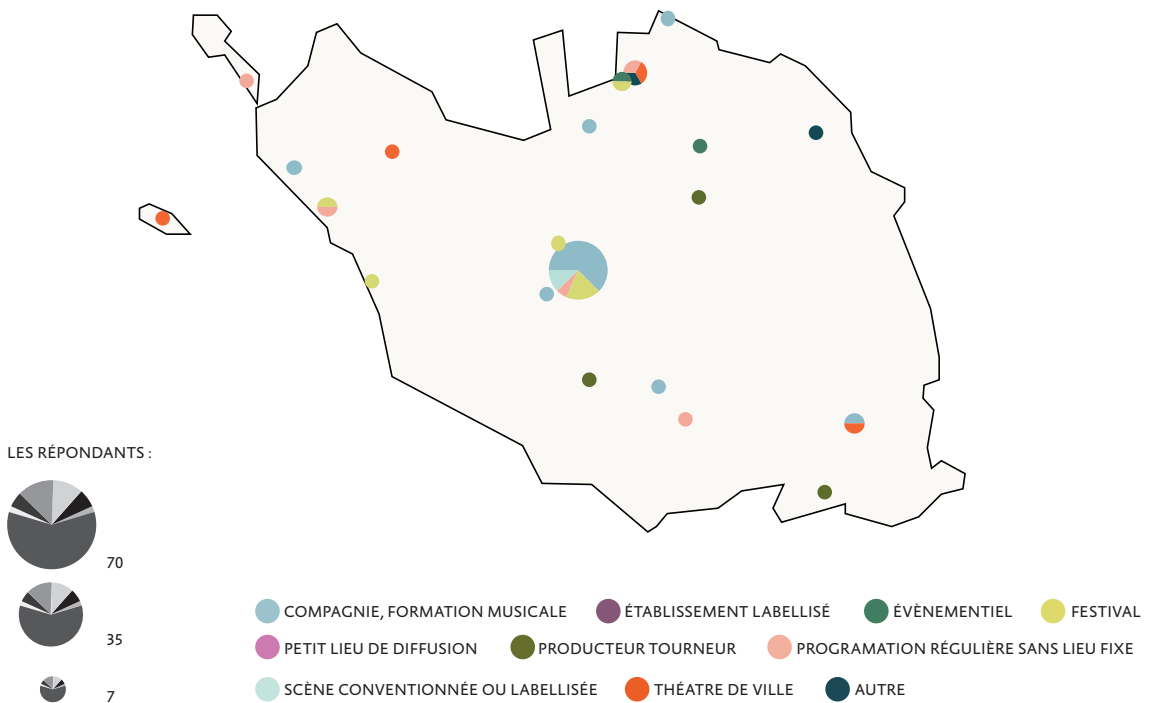 LES RÉPONDANTS :
70
35
7
COMPAGNIE, FORMATION MUSICALE
ÉTABLISSEMENT LABELLISÉ
ÉVÈNEMENTIEL
FESTIVAL
PETIT LIEU DE DIFFUSION
PRODUCTEUR TOURNEUR
PROGRAMATION RÉGULIÈRE SANS LIEU FIXE
SCÈNE CONVENTIONNÉE OU LABELLISÉE
THÉATRE DE VILLE
AUTRE